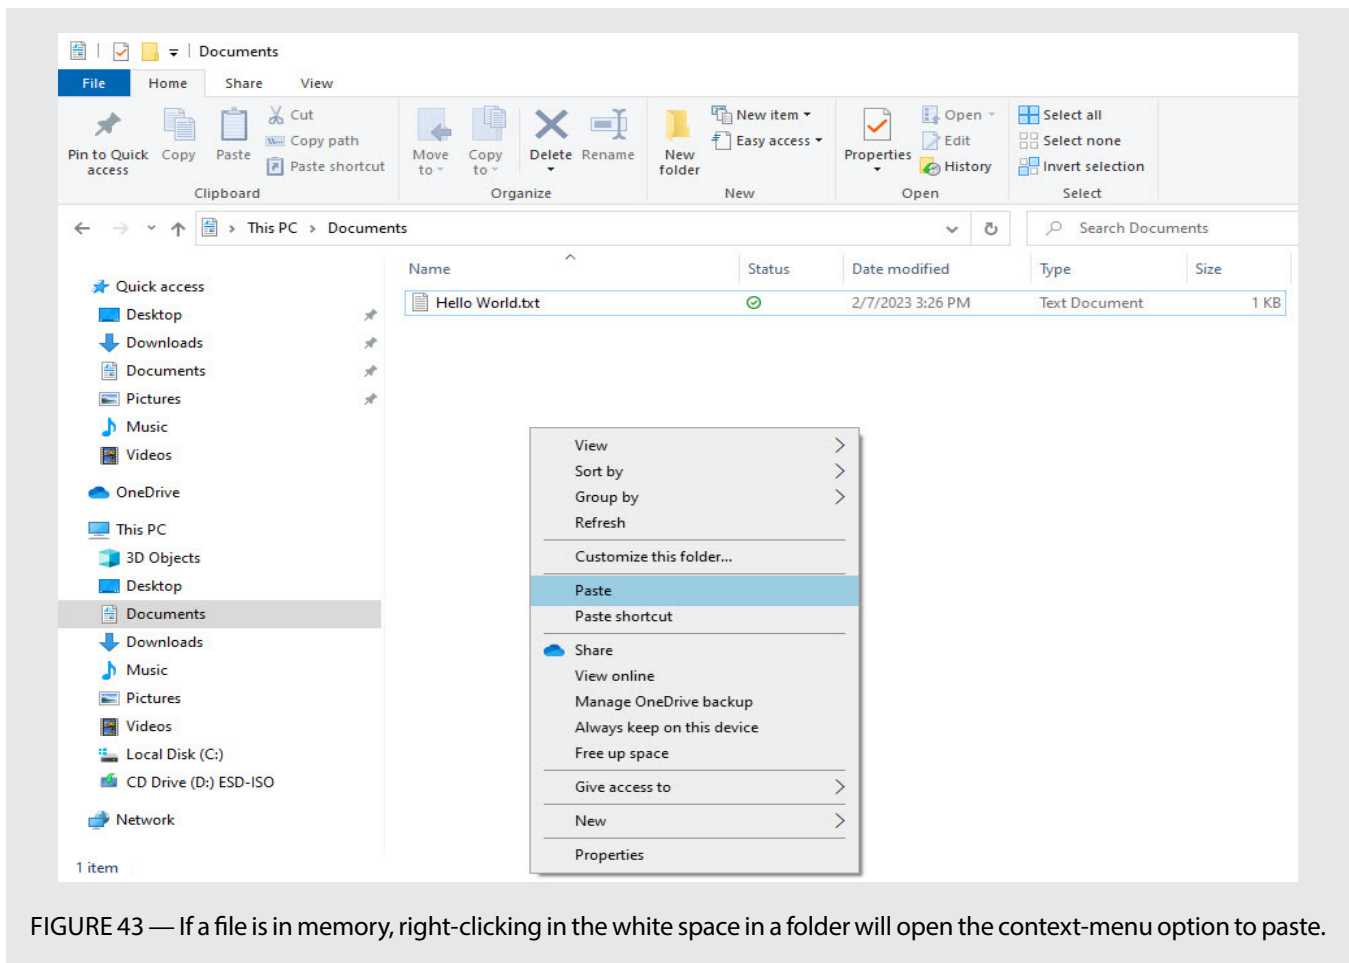 Documents
File Home Share View
Pin to Quick access
Copy
Paste
Cut
Copy path
Paste shortcut
Clipboard
Move to
Copy to
Delete
Rename
Organize
New folder
New item
Easy access
New
Properties
Open
Edit
History
Open
Select all
Select none
Invert selection
Select
This PC > Documents
Search Documents
Quick access
Desktop
Downloads
Documents
Pictures
Music
Videos
OneDrive
This PC
3D Objects
Desktop
Documents
Downloads
Music
Pictures
Videos
Local Disk (C:)
CD Drive (D:) ESD-ISO
Network
1 item
Name Status Date modified Type Size
Hello World.txt 2/7/2023 3:26 PM Text Document 1 KB
View
Sort by
Group by
Refresh
Customize this folder...
Paste
Paste shortcut
Share
View online
Manage OneDrive backup
Always keep on this device
Free up space
Give access to
New
Properties
FIGURE 43 — If a file is in memory, right-clicking in the white space in a folder will open the context-menu option to paste.